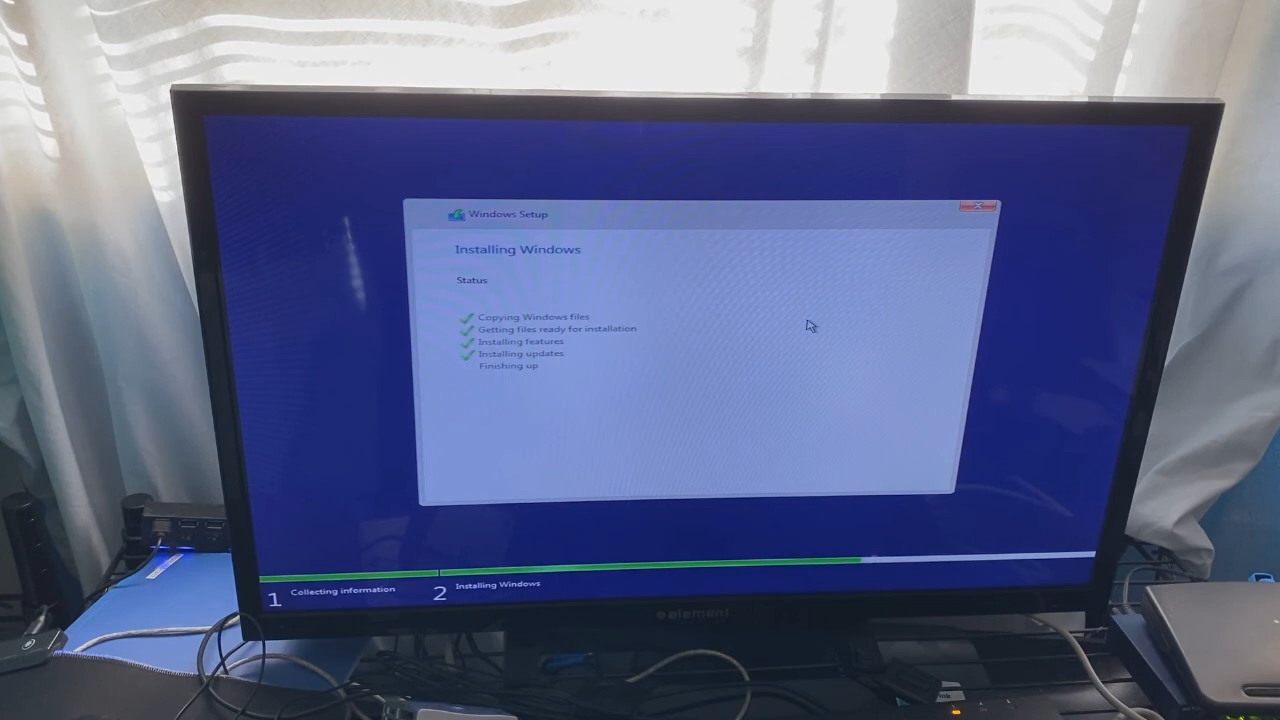 Windows Setup
Installing Windows
Status
Copying Windows files
Getting files ready for installation
Installing features
Installing updates
Finishing up
1 Collecting information
2 Installing Windows
element